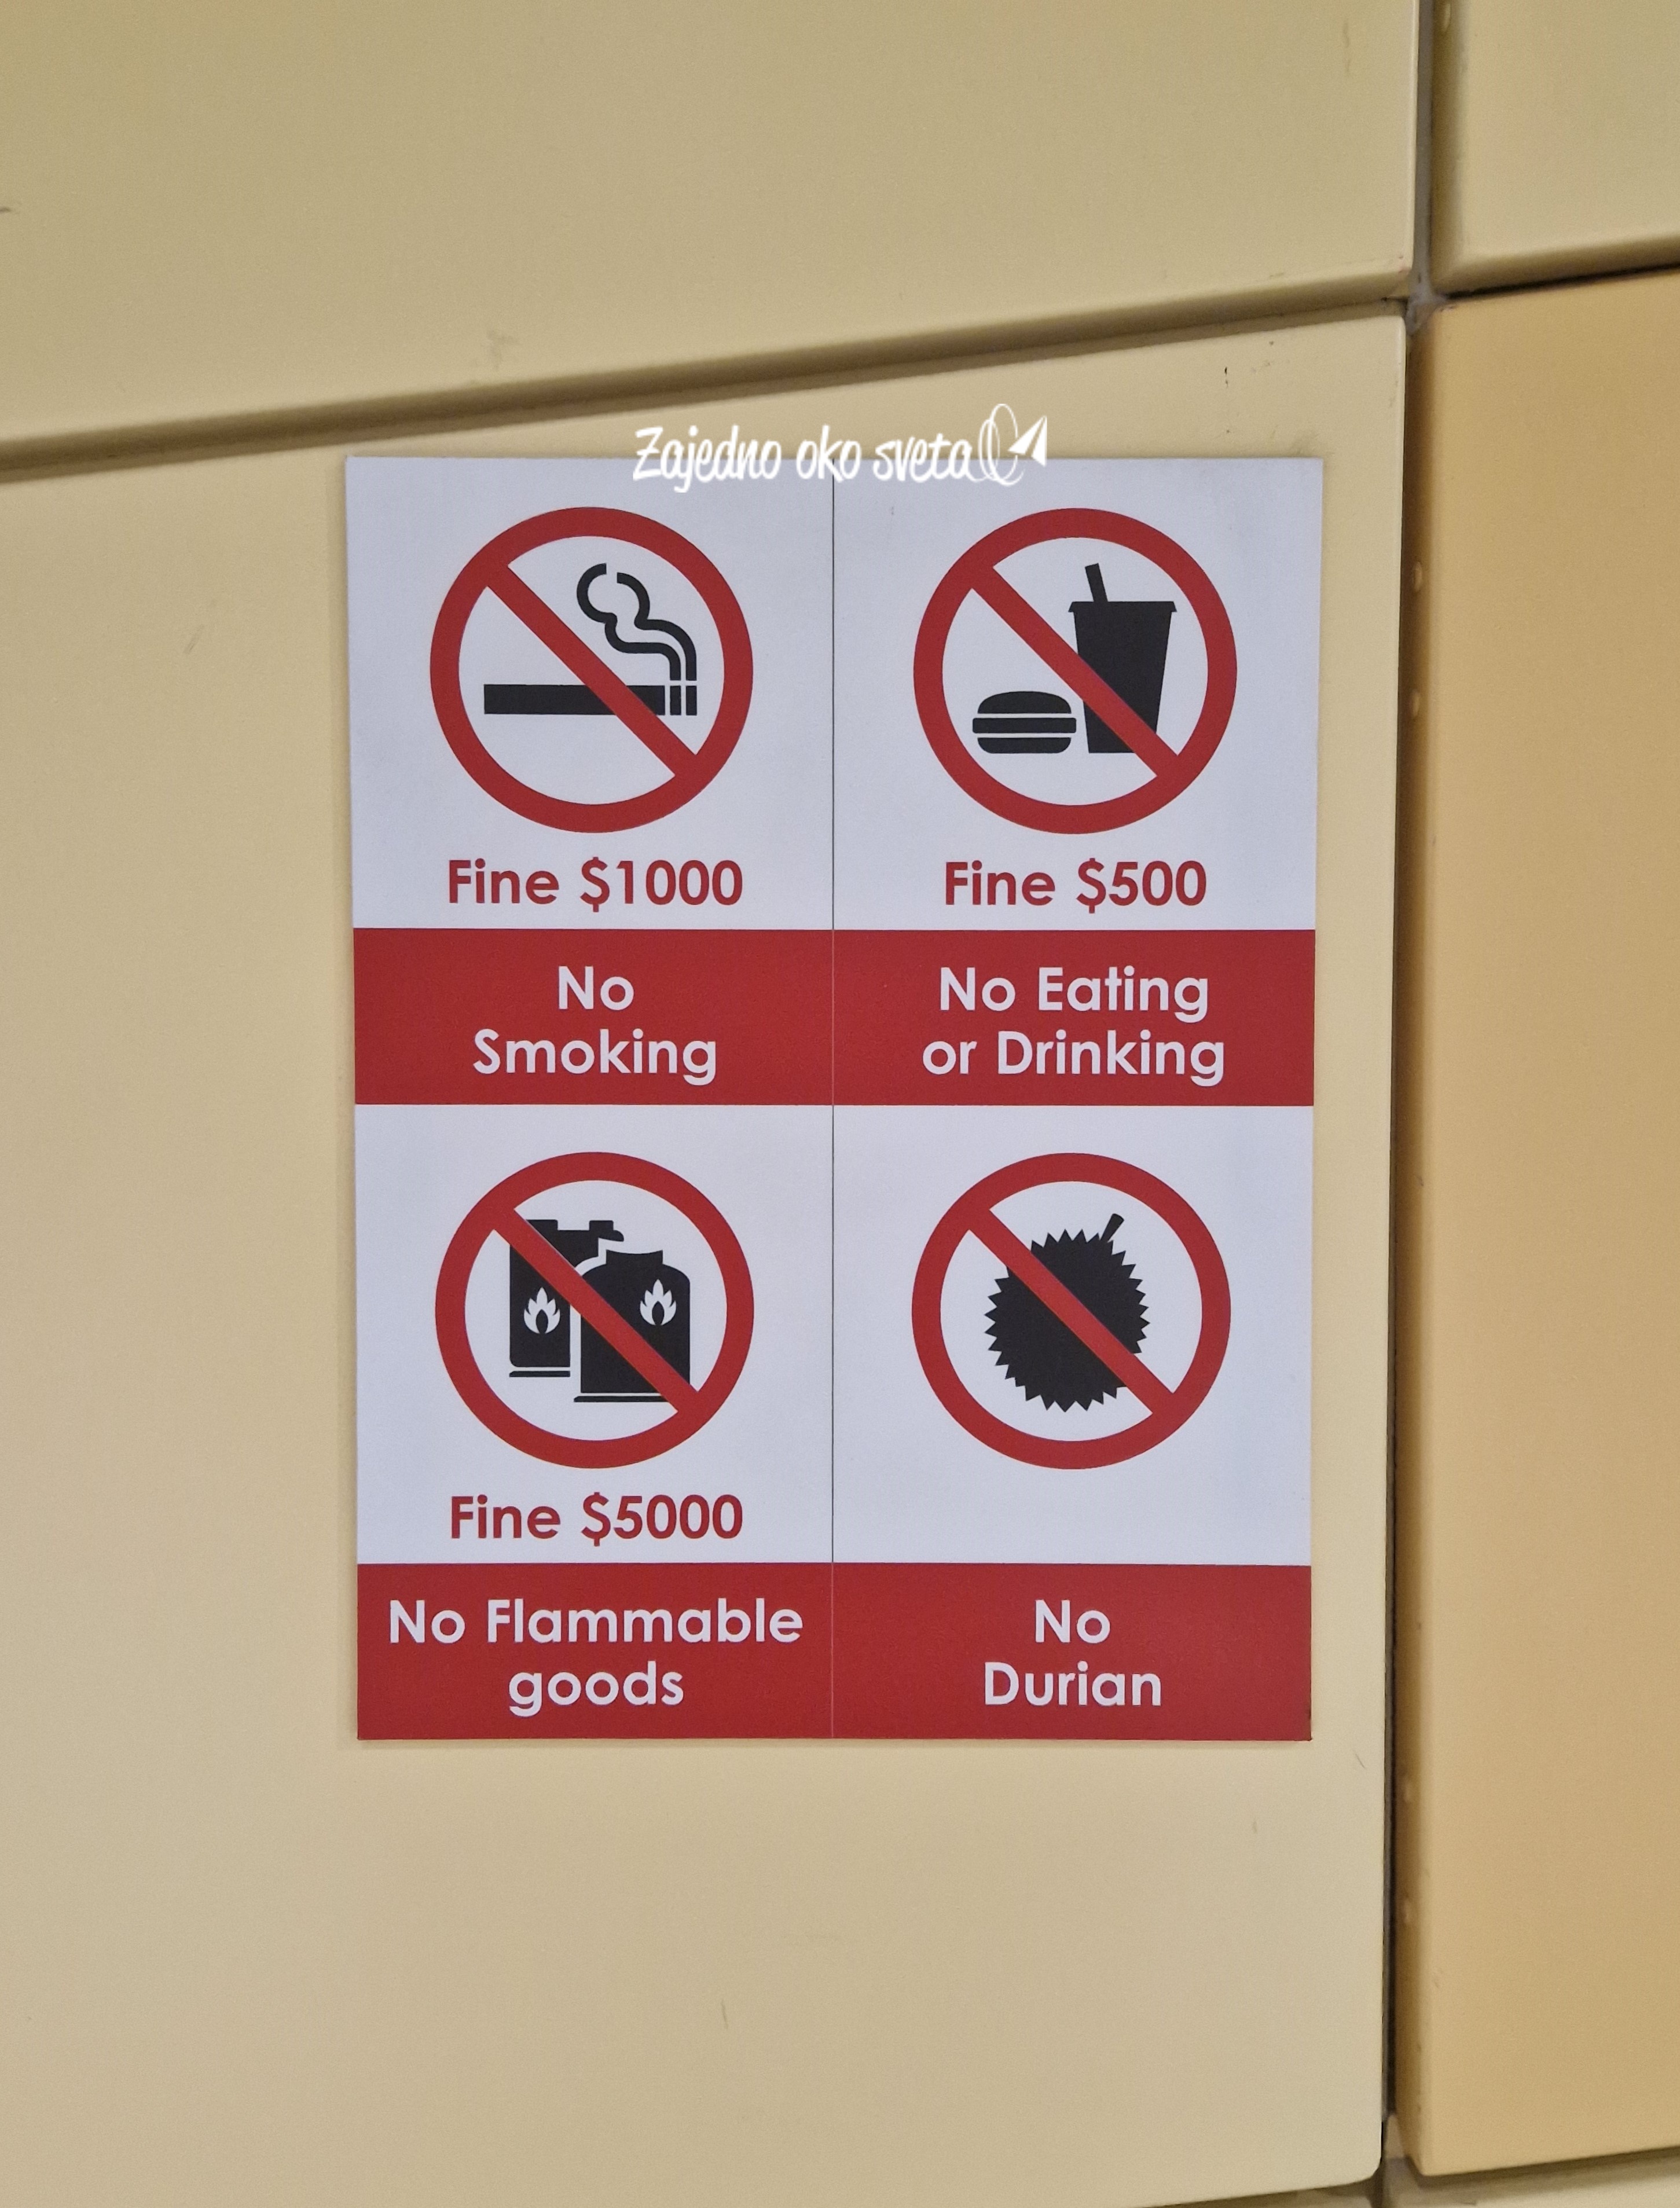 Zajedno oko sveta
Fine $1000
No
Smoking
Fine $500
No Eating
or Drinking
Fine $5000
No Flammable
goods
No
Durian